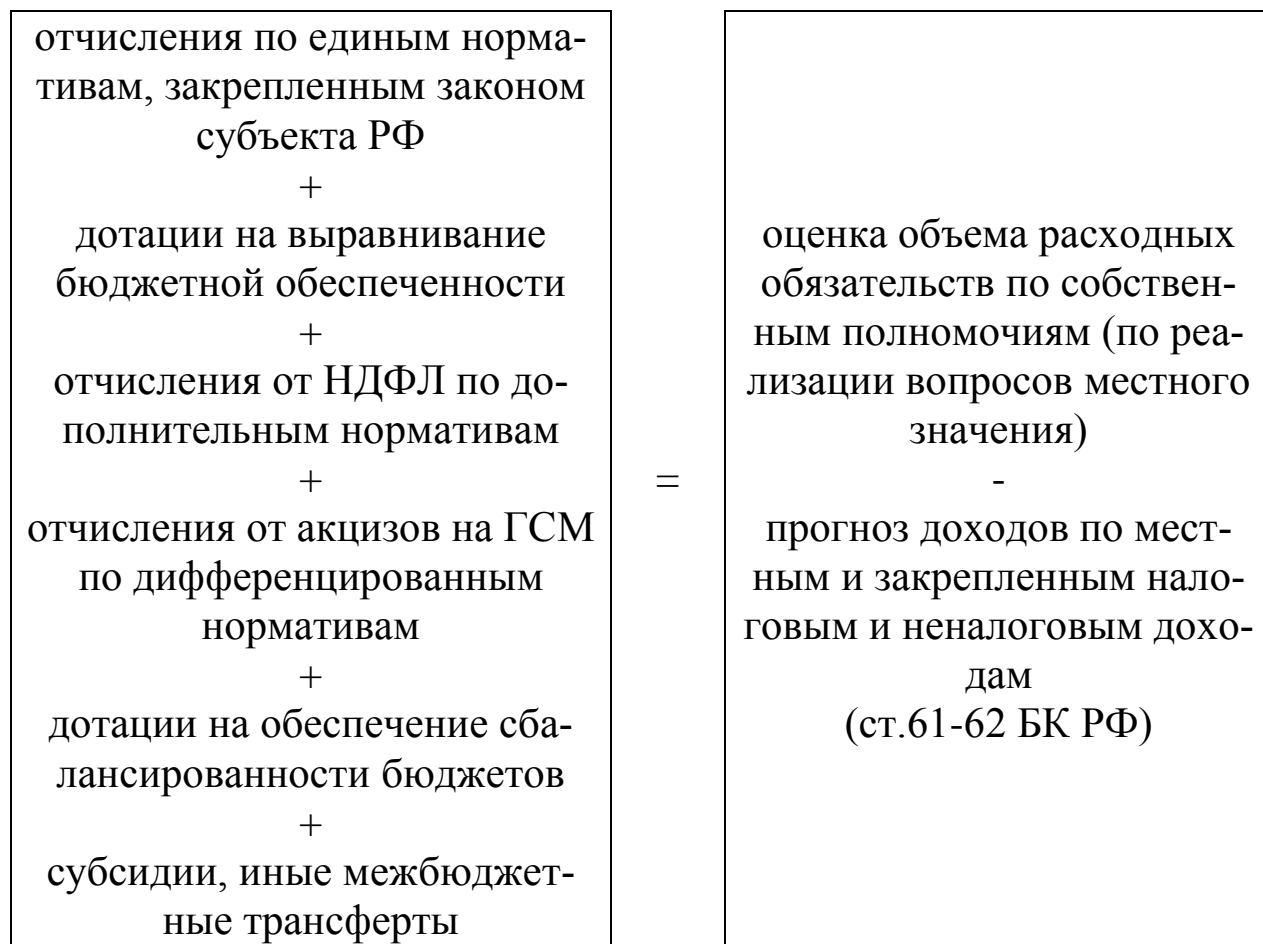 отчисления по единым норма-
тивам, закрепленным законом
субъекта РФ
+
дотации на выравнивание
бюджетной обеспеченности
+
отчисления от НДФЛ по до-
полнительным нормативам
+
отчисления от акцизов на ГСМ
по дифференцированным
нормативам
+
дотации на обеспечение сба-
лансированности бюджетов
+
субсидии, иные межбюджет-
ные трансферты
=
оценка объема расходных
обязательств по собствен-
ным полномочиям (по реа-
лизации вопросов местного
значения)
-
прогноз доходов по мест-
ным и закрепленным нало-
говым и неналоговым дохо-
дам
(ст.61-62 БК РФ)